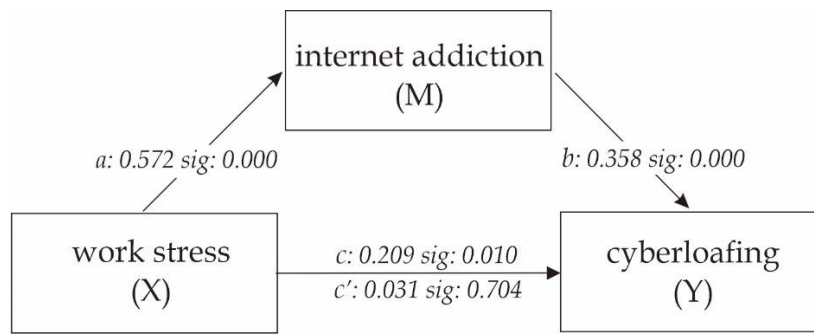 internet addiction
(M)
a: 0.572 sig: 0.000
b: 0.358 sig: 0.000
work stress
(X)
c: 0.209 sig: 0.010
c': 0.031 sig: 0.704
cyberloafing
(Y)